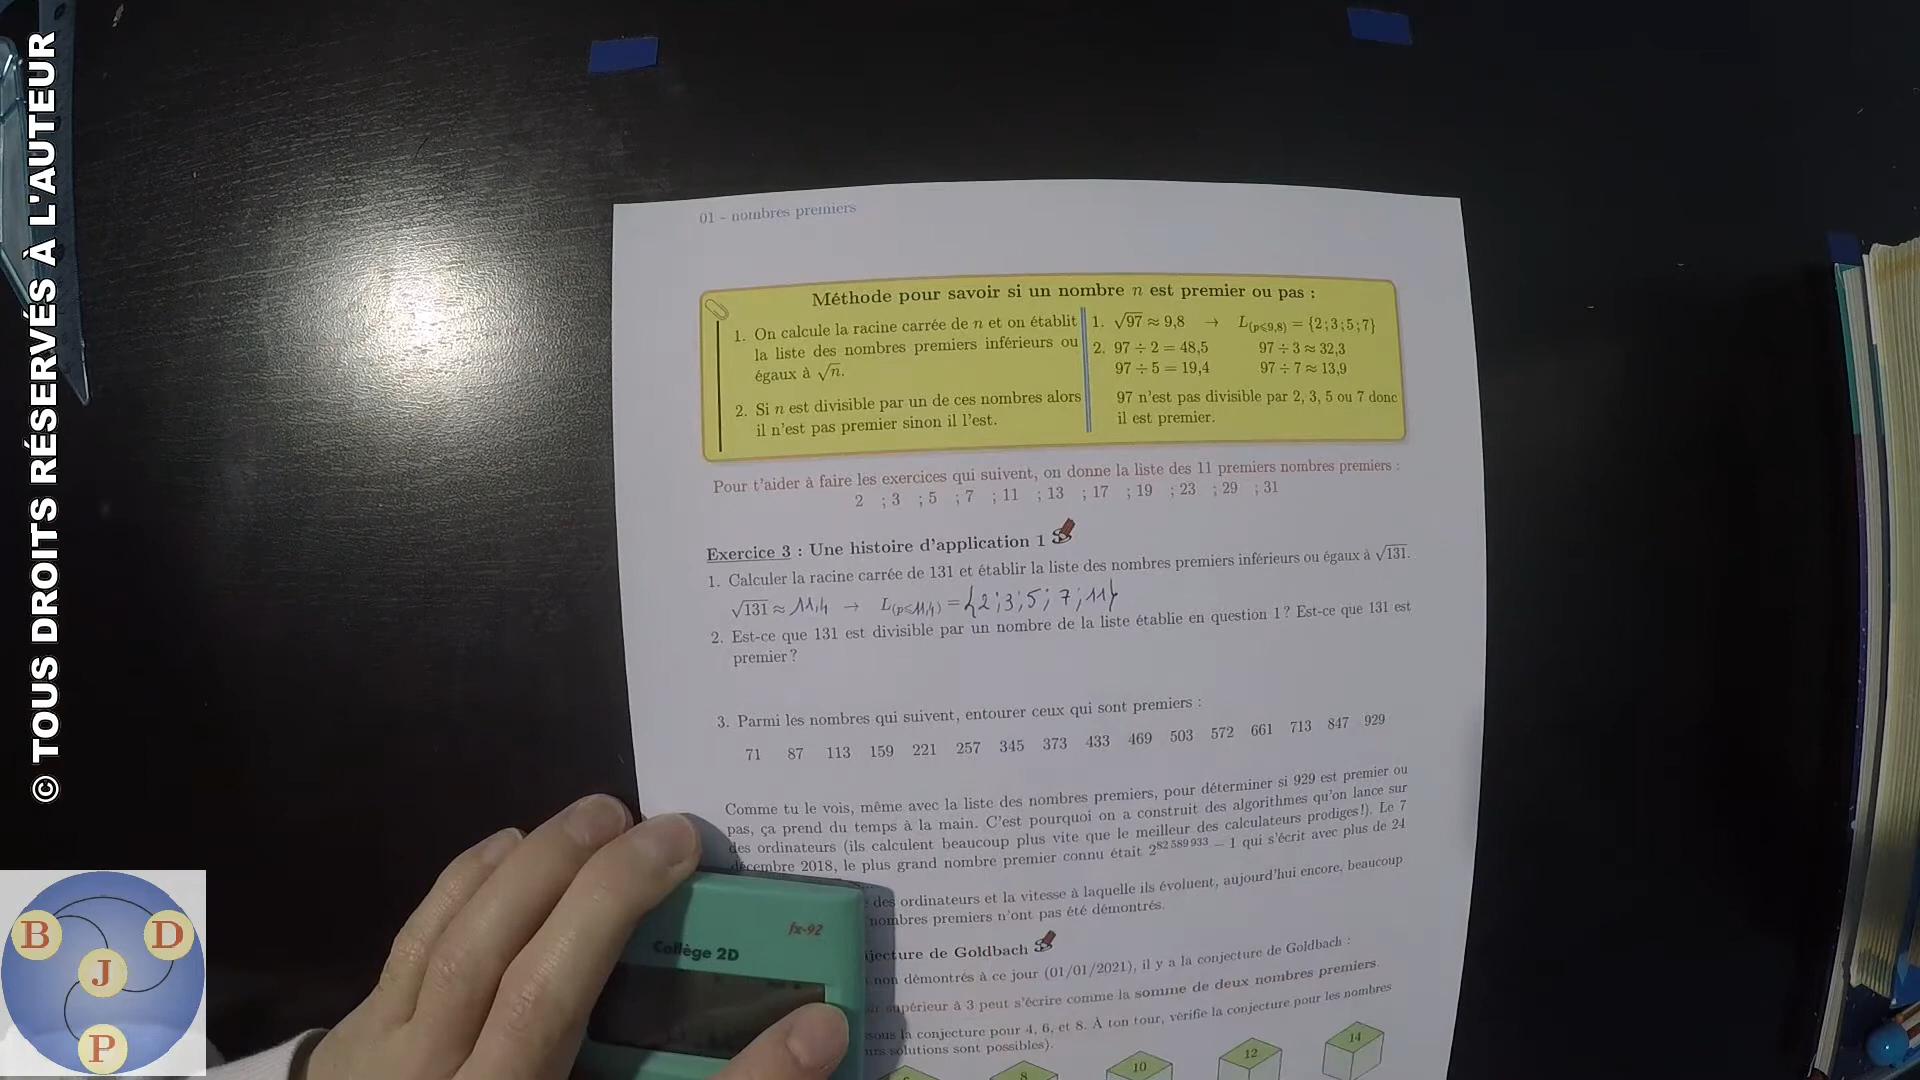 © TOUS DROITS RÉSERVÉS À L'AUTEUR
01 - nombres premiers
Méthode pour savoir si un nombre n est premier ou pas :
1. On calcule la racine carrée de n et on établit
la liste des nombres premiers inférieurs ou
égaux à √n.
2. Si n est divisible par un de ces nombres alors
il n'est pas premier sinon il l'est.
1. √97 ≈ 9,8 → L(p⩽9,8) = {2 ; 3 ; 5 ; 7}
2. 97 ÷ 2 = 48,5 97 ÷ 3 ≈ 32,3
97 ÷ 5 = 19,4 97 ÷ 7 ≈ 13,9
97 n'est pas divisible par 2, 3, 5 ou 7 donc
il est premier.
Pour t'aider à faire les exercices qui suivent, on donne la liste des 11 premiers nombres premiers :
2 ; 3 ; 5 ; 7 ; 11 ; 13 ; 17 ; 19 ; 23 ; 29 ; 31
Exercice 3 : Une histoire d'application 1
1. Calculer la racine carrée de 131 et établir la liste des nombres premiers inférieurs ou égaux à √131.
√131 ≈ 11,4 → L(p⩽11,4) = {2 ; 3 ; 5 ; 7 ; 11}
2. Est-ce que 131 est divisible par un nombre de la liste établie en question 1 ? Est-ce que 131 est
premier ?
3. Parmi les nombres qui suivent, entourer ceux qui sont premiers :
71 87 113 159 221 257 345 373 433 469 503 572 661 713 847 929
Comme tu le vois, même avec la liste des nombres premiers, pour déterminer si 929 est premier ou
pas, ça prend du temps à la main. C'est pourquoi on a construit des algorithmes qu'on lance sur
des ordinateurs (ils calculent beaucoup plus vite que le meilleur des calculateurs prodiges!). Le 7
décembre 2018, le plus grand nombre premier connu était 2^82 589 933 − 1 qui s'écrit avec plus de 24
des ordinateurs et la vitesse à laquelle ils évoluent, aujourd'hui encore, beaucoup
nombres premiers n'ont pas été démontrés.
jecture de Goldbach
non démontrés à ce jour (01/01/2021), il y a la conjecture de Goldbach :
supérieur à 3 peut s'écrire comme la somme de deux nombres premiers.
sous la conjecture pour 4, 6, et 8. À ton tour, vérifie la conjecture pour les nombres
solutions sont possibles).
8 10 12 14
fx-92
Collège 2D
B D
J
P